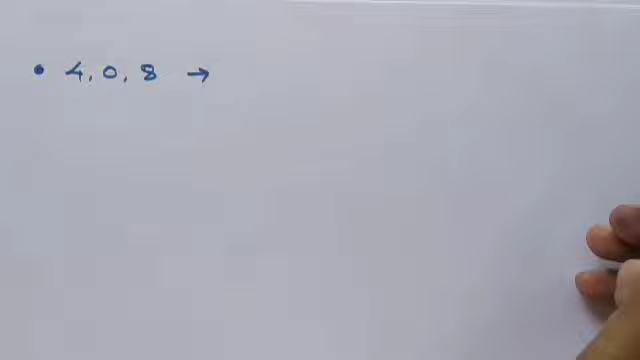 • 4, 0, 8 →